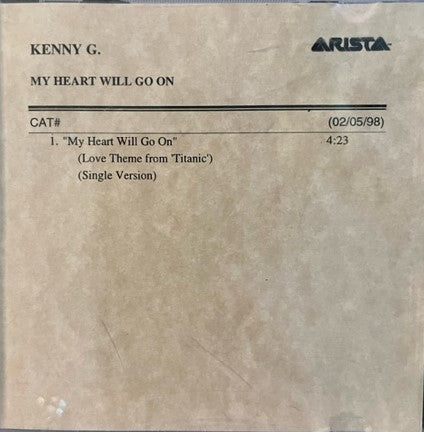 KENNY G.
ARISTA
MY HEART WILL GO ON
CAT# (02/05/98)
1. "My Heart Will Go On" 4:23
(Love Theme from 'Titanic')
(Single Version)